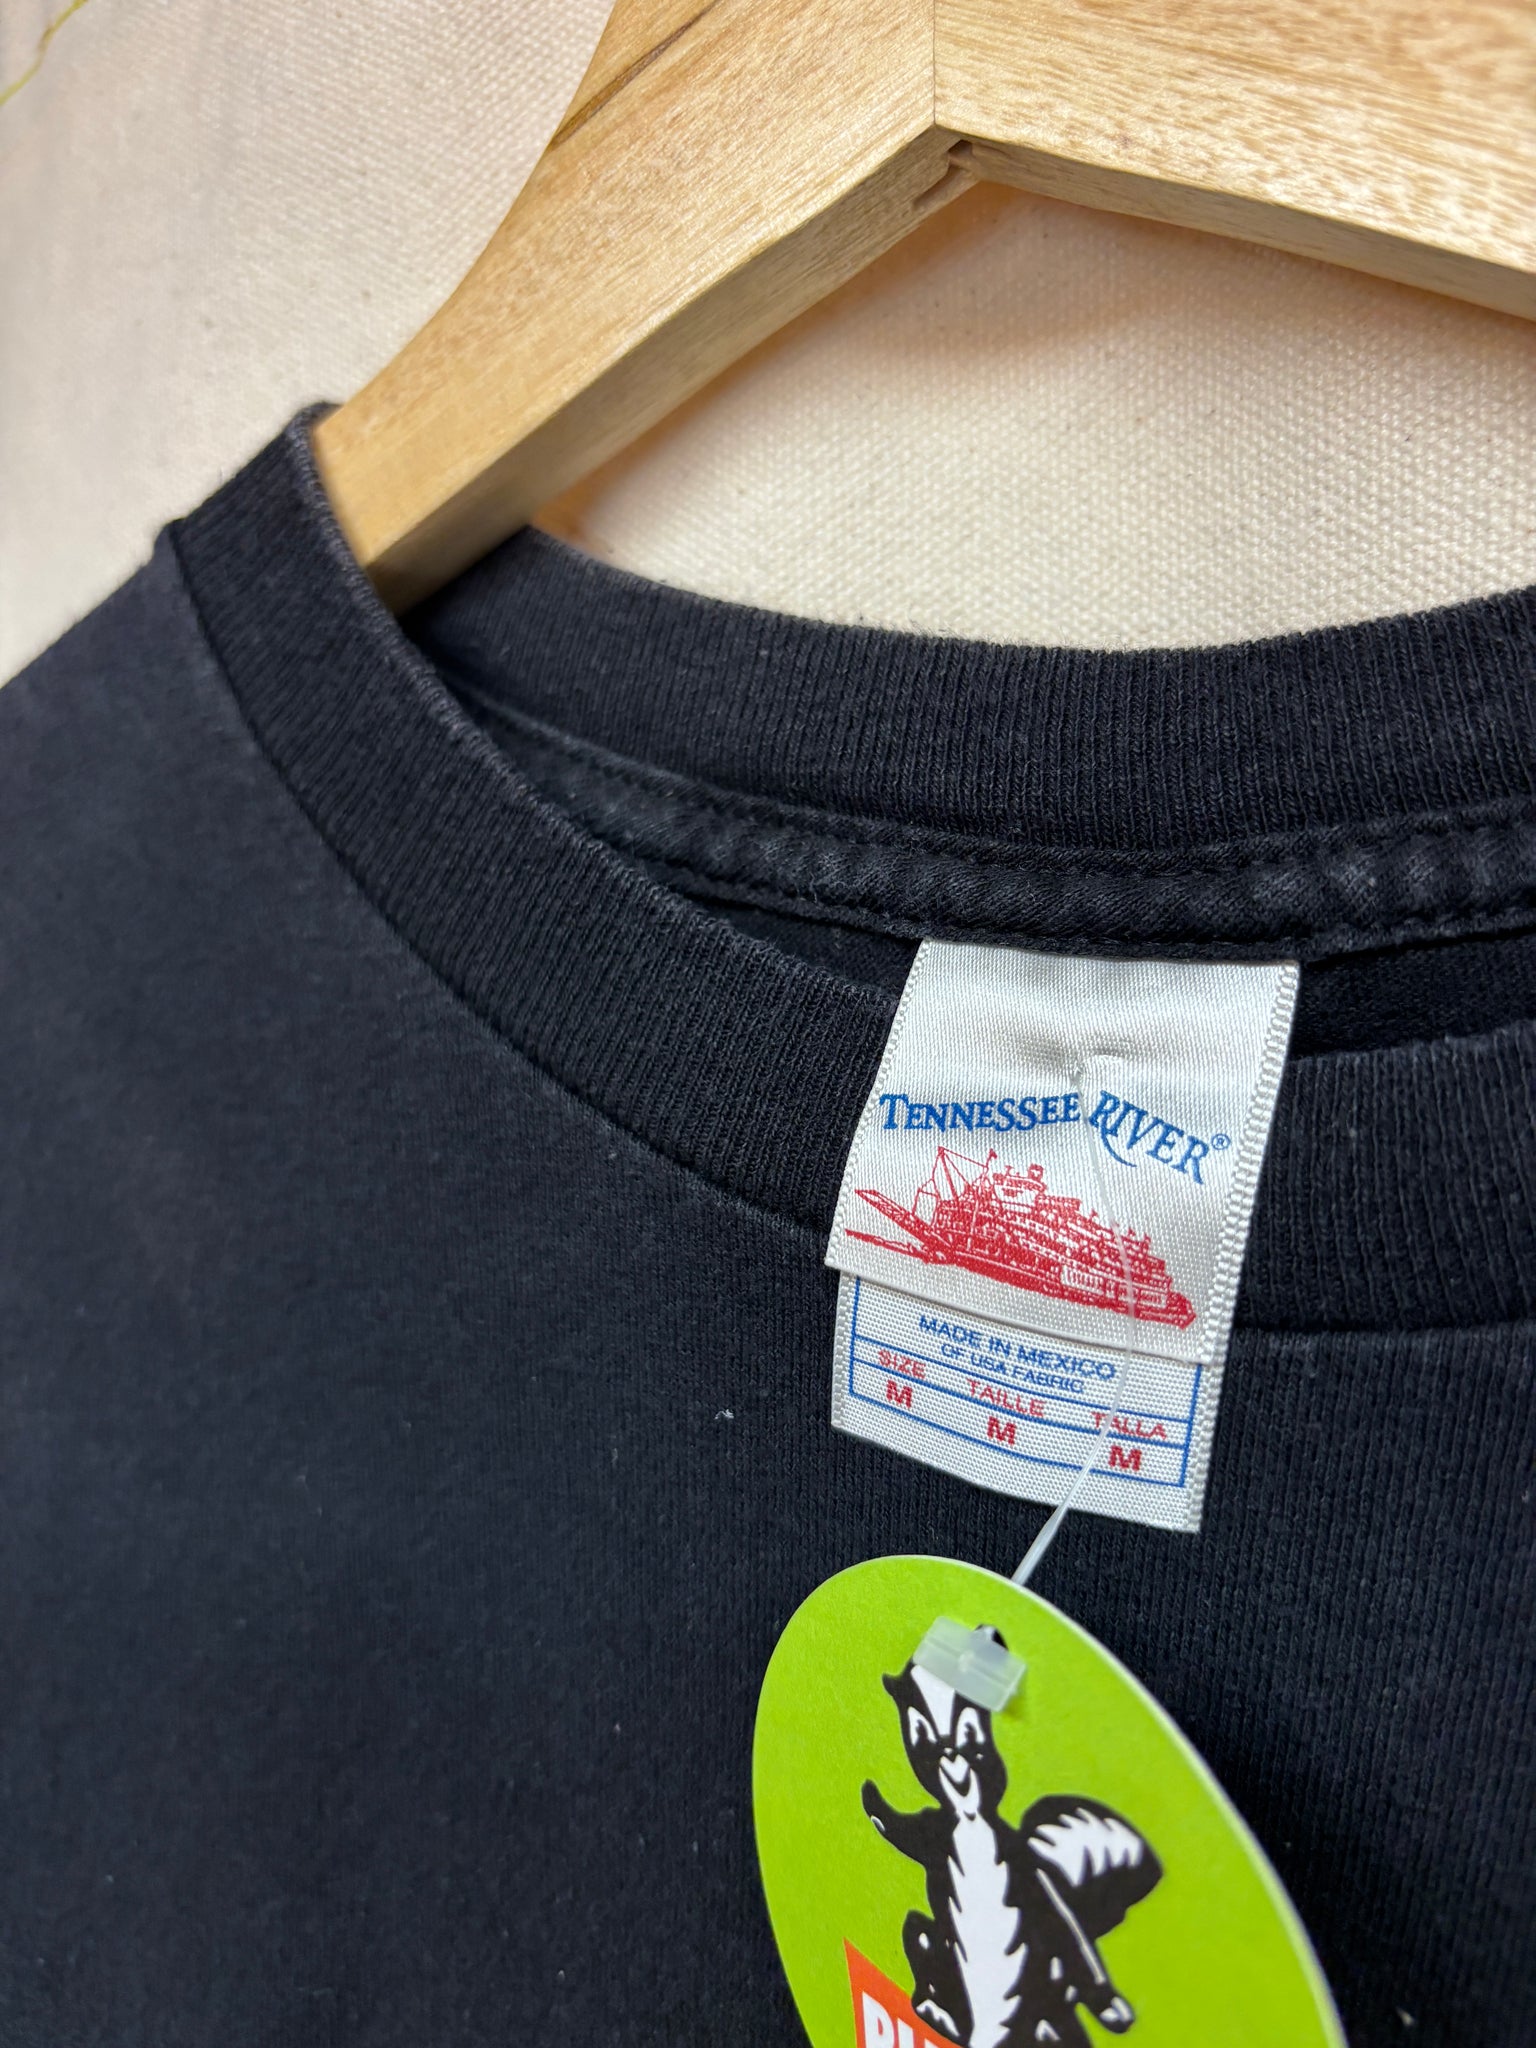 TENNESSEE RIVER®
MADE IN MEXICO
OF USA FABRIC
SIZE TAILLE TALLA
M M M